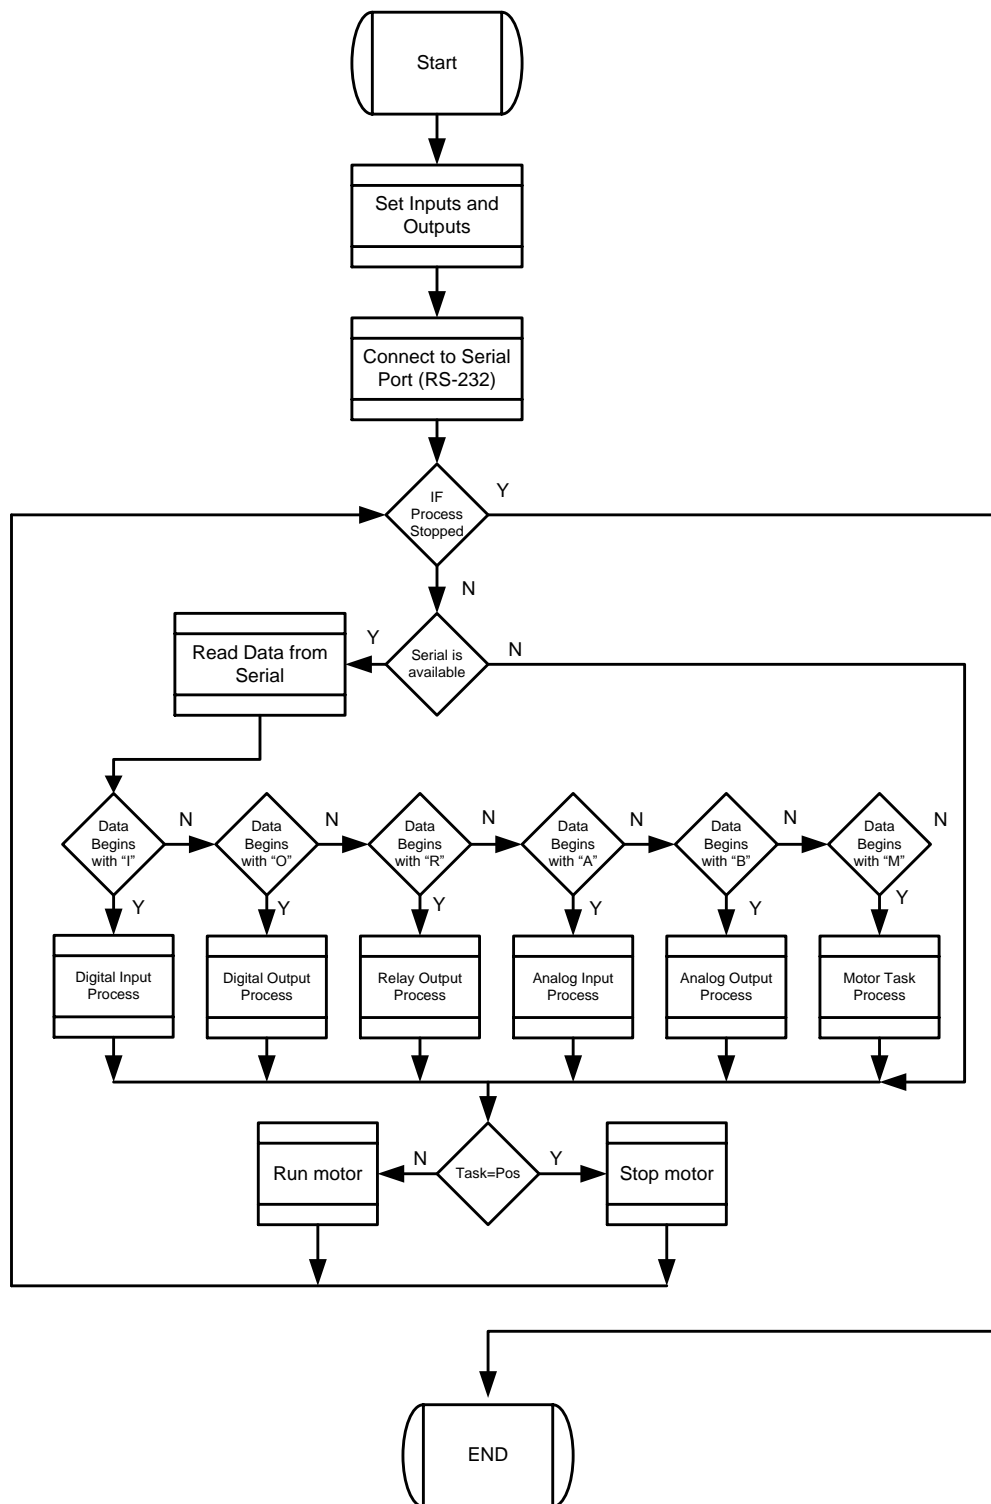 Start
Set Inputs and
Outputs
Connect to Serial
Port (RS-232)
IF
Process
Stopped
Y
N
Serial is
available
Y
N
Read Data from
Serial
Data
Begins
with “I”
N
Data
Begins
with “O”
N
Data
Begins
with “R”
N
Data
Begins
with “A”
N
Data
Begins
with “B”
N
Data
Begins
with “M”
N
Y
Y
Y
Y
Y
Y
Digital Input
Process
Digital Output
Process
Relay Output
Process
Analog Input
Process
Analog Output
Process
Motor Task
Process
Run motor
N
Task=Pos
Y
Stop motor
END